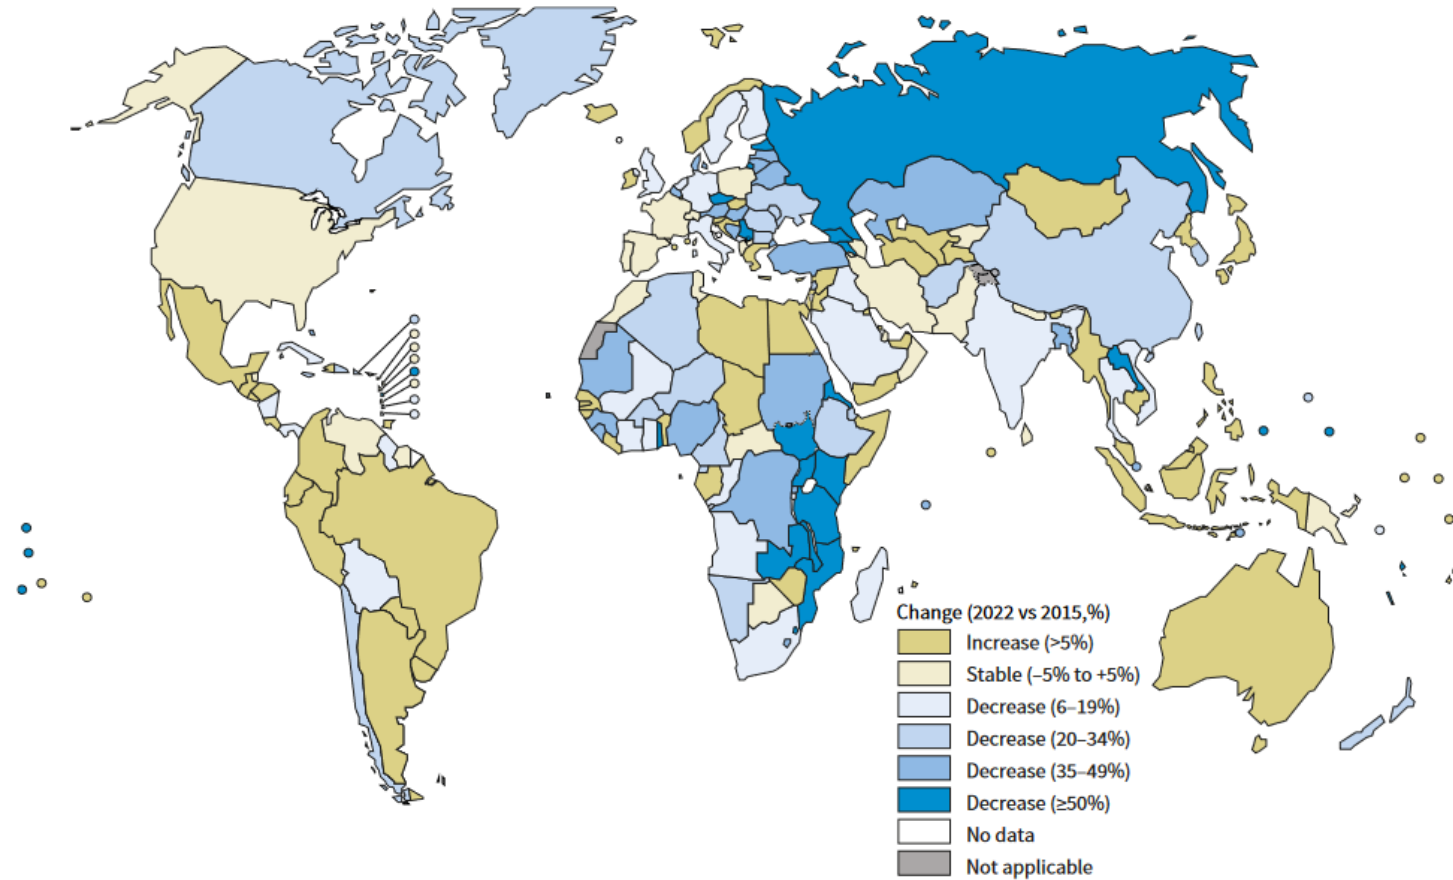 Change (2022 vs 2015,%)
Increase (>5%)
Stable (–5% to +5%)
Decrease (6–19%)
Decrease (20–34%)
Decrease (35–49%)
Decrease (≥50%)
No data
Not applicable